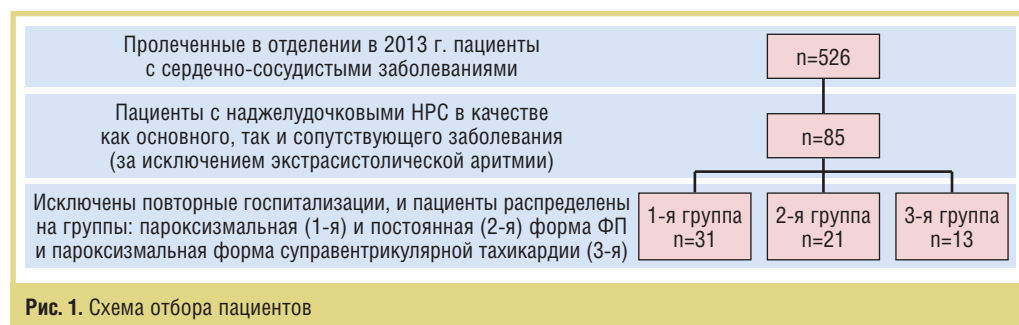 Пролеченные в отделении в 2013 г. пациенты
с сердечно-сосудистыми заболеваниями
n=526
Пациенты с наджелудочковыми НРС в качестве
как основного, так и сопутствующего заболевания
(за исключением экстрасистолической аритмии)
n=85
Исключены повторные госпитализации, и пациенты распределены
на группы: пароксизмальная (1-я) и постоянная (2-я) форма ФП
и пароксизмальная форма суправентрикулярной тахикардии (3-я)
1-я группа
n=31
2-я группа
n=21
3-я группа
n=13
Рис. 1. Схема отбора пациентов